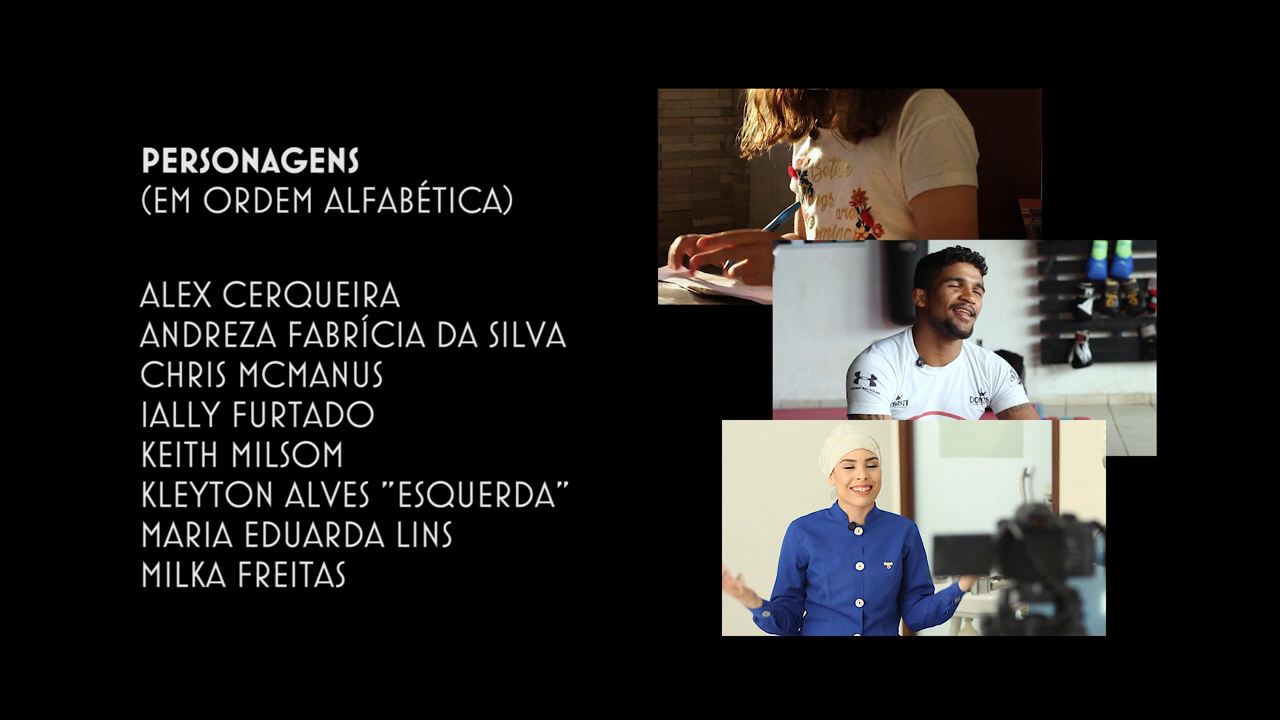 PERSONAGENS
(EM ORDEM ALFABÉTICA)
ALEX CERQUEIRA
ANDREZA FABRÍCIA DA SILVA
CHRIS MCMANUS
IALLY FURTADO
KEITH MILSOM
KLEYTON ALVES "ESQUERDA"
MARIA EDUARDA LINS
MILKA FREITAS
Better